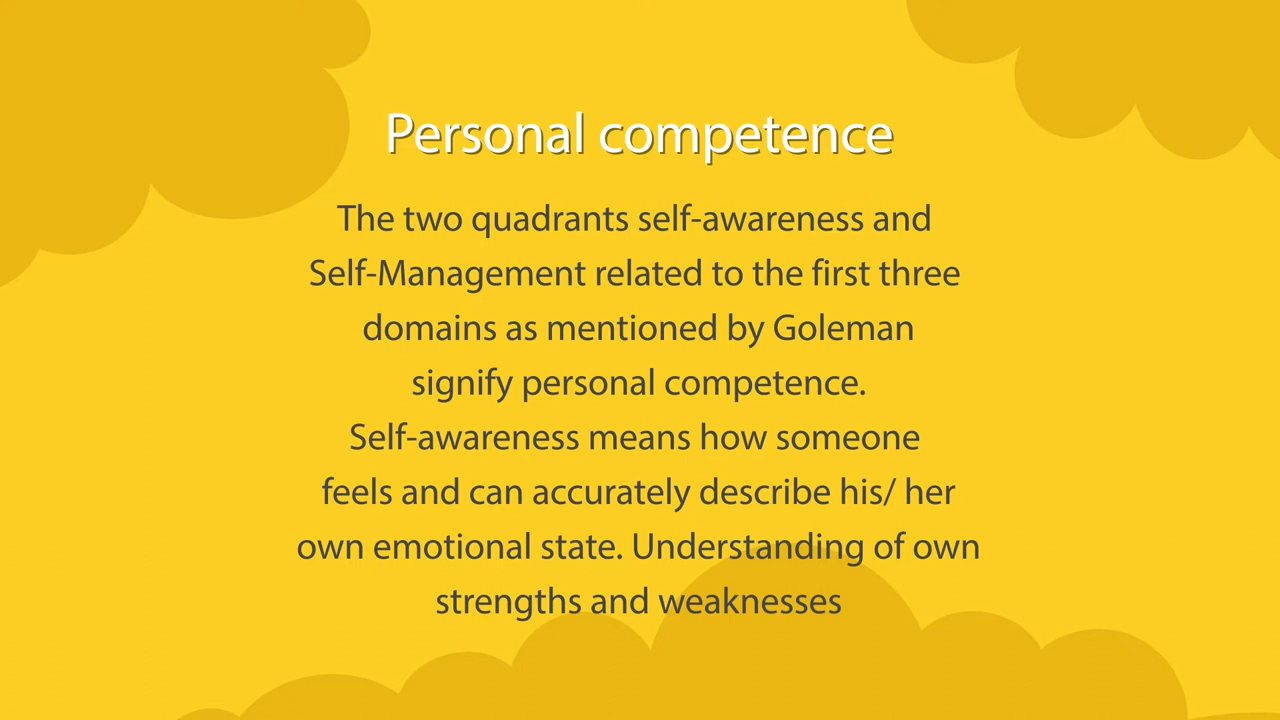 Personal competence
The two quadrants self-awareness and
Self-Management related to the first three
domains as mentioned by Goleman
signify personal competence.
Self-awareness means how someone
feels and can accurately describe his/ her
own emotional state. Understanding of own
strengths and weaknesses